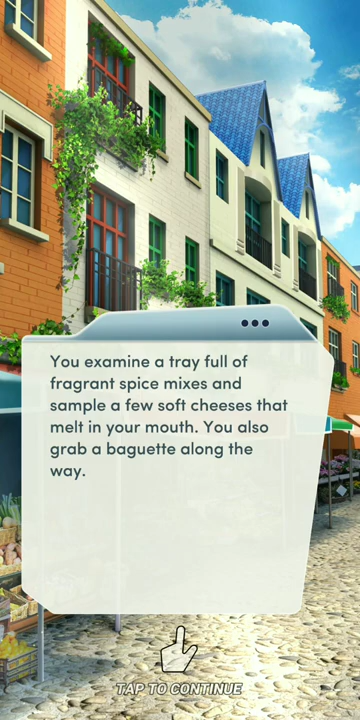 You examine a tray full of
fragrant spice mixes and
sample a few soft cheeses that
melt in your mouth. You also
grab a baguette along the
way.
TAP TO CONTINUE